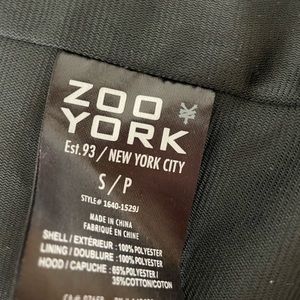 ZOO
YORK
Est.93 / NEW YORK CITY
S / P
STYLE# 1640-1529J
MADE IN CHINA
FABRIQUÉ EN CHINE
SHELL / EXTÉRIEUR : 100% POLYESTER
LINING / DOUBLURE : 100% POLYESTER
HOOD / CAPUCHE : 65% POLYESTER /
35% COTTON/COTON
CA#